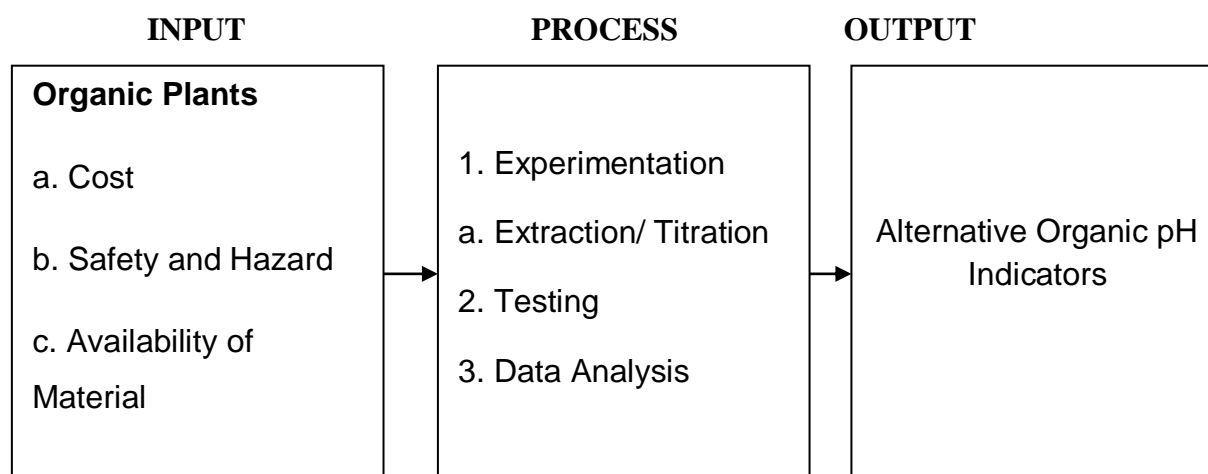 INPUT PROCESS OUTPUT
Organic Plants
a. Cost
b. Safety and Hazard
c. Availability of
Material
1. Experimentation
a. Extraction/ Titration
2. Testing
3. Data Analysis
Alternative Organic pH
Indicators